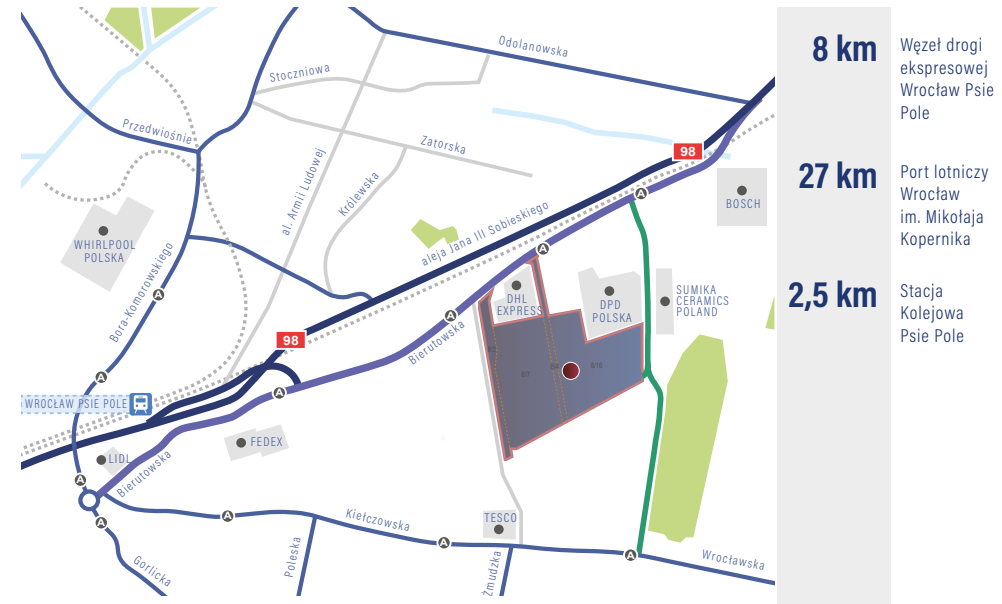 Odolanowska
Stoczniowa
Przedwiośnie
Zatorska
98
al. Armii Ludowej
Królewska
BOSCH
aleja Jana III Sobieskiego
WHIRLPOOL
POLSKA
Bora-Komorowskiego
A
A
A
A
A
A
A
A
A
A
A
DHL
EXPRESS
DPD
POLSKA
SUMIKA
CERAMICS
POLAND
98
Bierutowska
B7
B16
WROCŁAW PSIE POLE
FEDEX
LIDL
Bierutowska
Kiełczowska
TESCO
Wrocławska
Gorlicka
Poleska
Żmudzka
8 km
Węzeł drogi
ekspresowej
Wrocław Psie
Pole
27 km
Port lotniczy
Wrocław
im. Mikołaja
Kopernika
2,5 km
Stacja
Kolejowa
Psie Pole